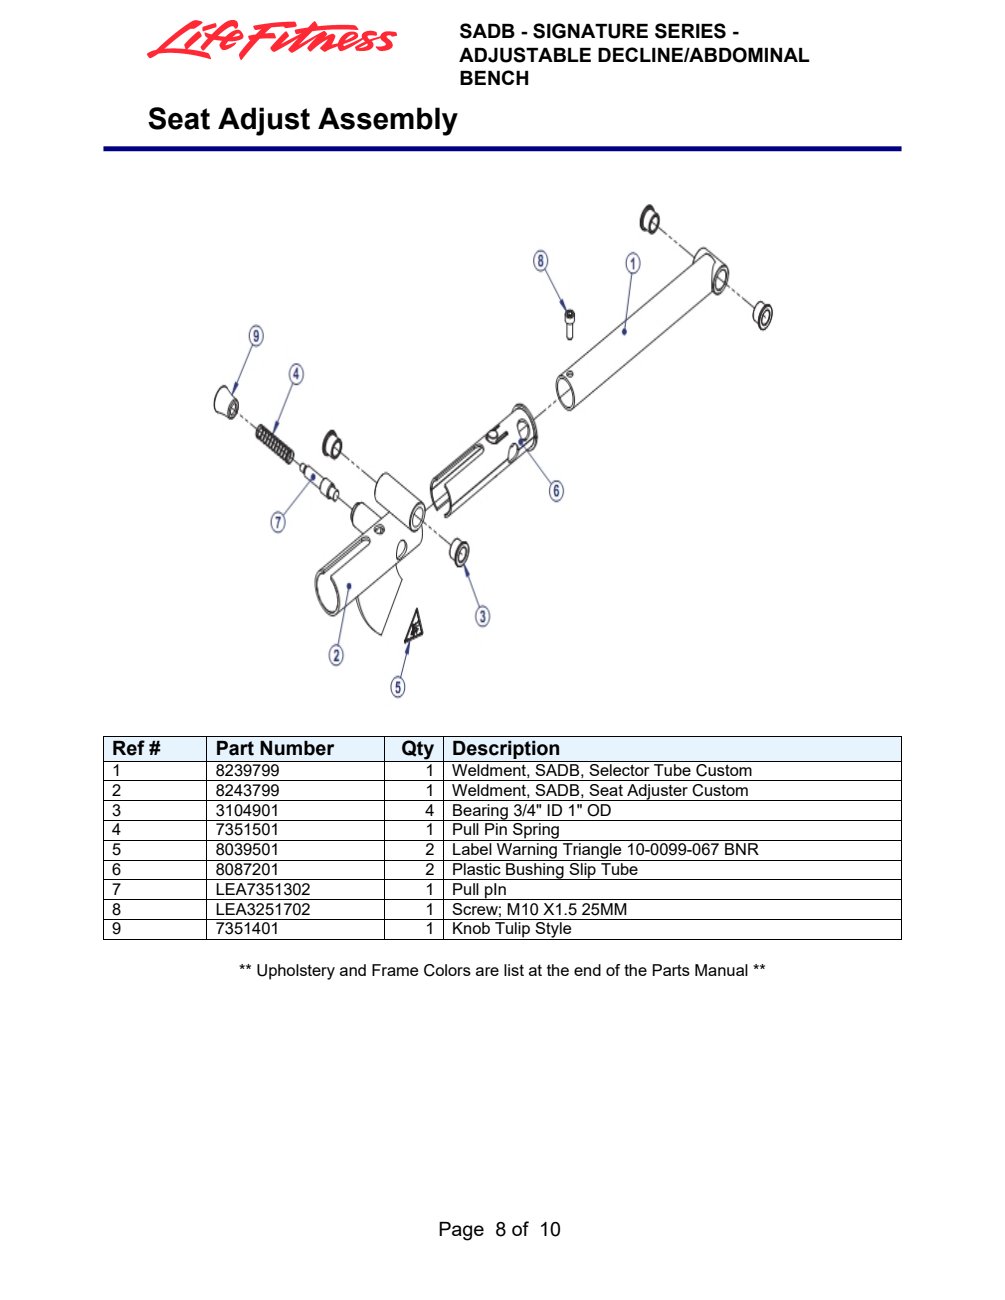 Life Fitness
SADB - SIGNATURE SERIES -
ADJUSTABLE DECLINE/ABDOMINAL
BENCH
Seat Adjust Assembly
8
1
9
4
6
7
3
2
5
Ref # Part Number Qty Description
1 8239799 1 Weldment, SADB, Selector Tube Custom
2 8243799 1 Weldment, SADB, Seat Adjuster Custom
3 3104901 4 Bearing 3/4" ID 1" OD
4 7351501 1 Pull Pin Spring
5 8039501 2 Label Warning Triangle 10-0099-067 BNR
6 8087201 2 Plastic Bushing Slip Tube
7 LEA7351302 1 Pull pIn
8 LEA3251702 1 Screw; M10 X1.5 25MM
9 7351401 1 Knob Tulip Style
** Upholstery and Frame Colors are list at the end of the Parts Manual **
Page 8 of 10